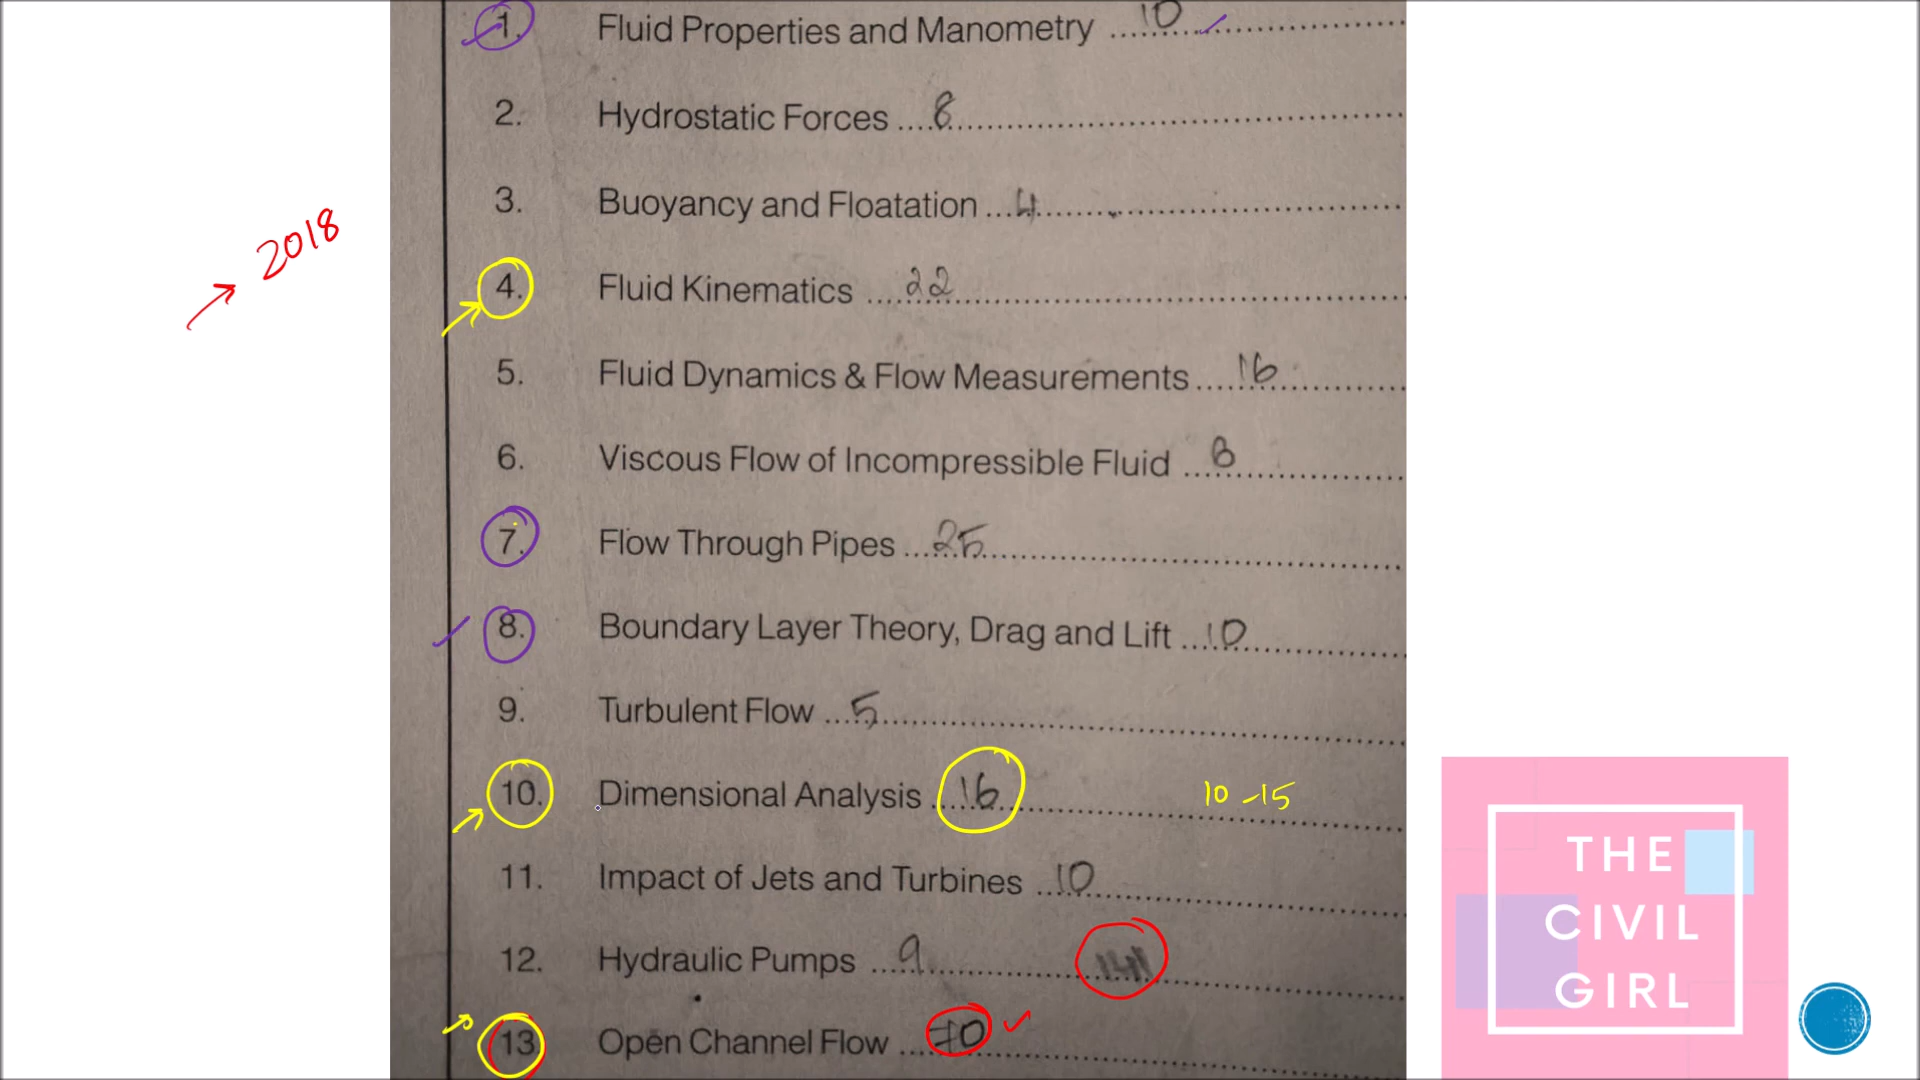 1. Fluid Properties and Manometry ........ 10
2. Hydrostatic Forces ........ 8
3. Buoyancy and Floatation ........ 4
→ 2018
4. Fluid Kinematics ........ 22
5. Fluid Dynamics & Flow Measurements ........ 16
6. Viscous Flow of Incompressible Fluid ........ 8
7. Flow Through Pipes ........ 25
8. Boundary Layer Theory, Drag and Lift ........ 10
9. Turbulent Flow ........ 5
10. Dimensional Analysis ........ 16 10-15
11. Impact of Jets and Turbines ........ 10
12. Hydraulic Pumps ........ 9
13. Open Channel Flow ........
THE
CIVIL
GIRL